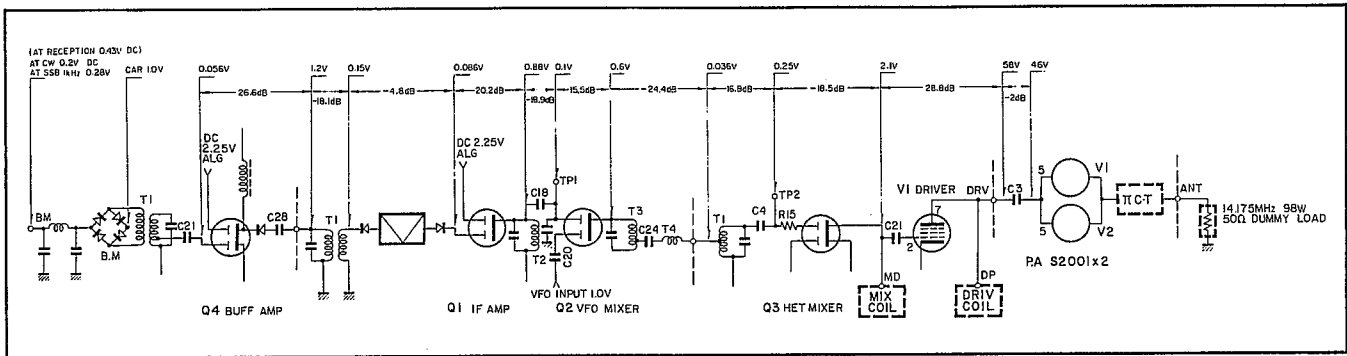 (AT RECEPTION 0.43V DC)
AT CW 0.2V DC
AT SSB 1kHz 0.28V
CAR 1.0V
0.056V
1.2V
0.15V
0.086V
0.88V
0.1V
0.6V
0.036V
0.25V
2.1V
58V
46V
26.6dB
-18.1dB
-4.8dB
20.2dB
-18.9dB
15.5dB
-24.4dB
16.8dB
18.5dB
28.8dB
-2dB
DC
2.25V
ALG
DC 2.25V
ALG
BM
T1
C21
B.M
C28
T1
C18
TP1
T2
C20
T3
C24
T4
T1
C4
TP2
R15
C21
V1 DRIVER
7
2
DRV
C3
5
5
V1
V2
π C-T
ANT
14.175MHz 98W
50Ω DUMMY LOAD
P.A S2001x2
MD
DP
MIX
COIL
DRIV
COIL
VFO INPUT 1.0V
Q4 BUFF AMP
Q1 IF AMP
Q2 VFO MIXER
Q3 HET MIXER